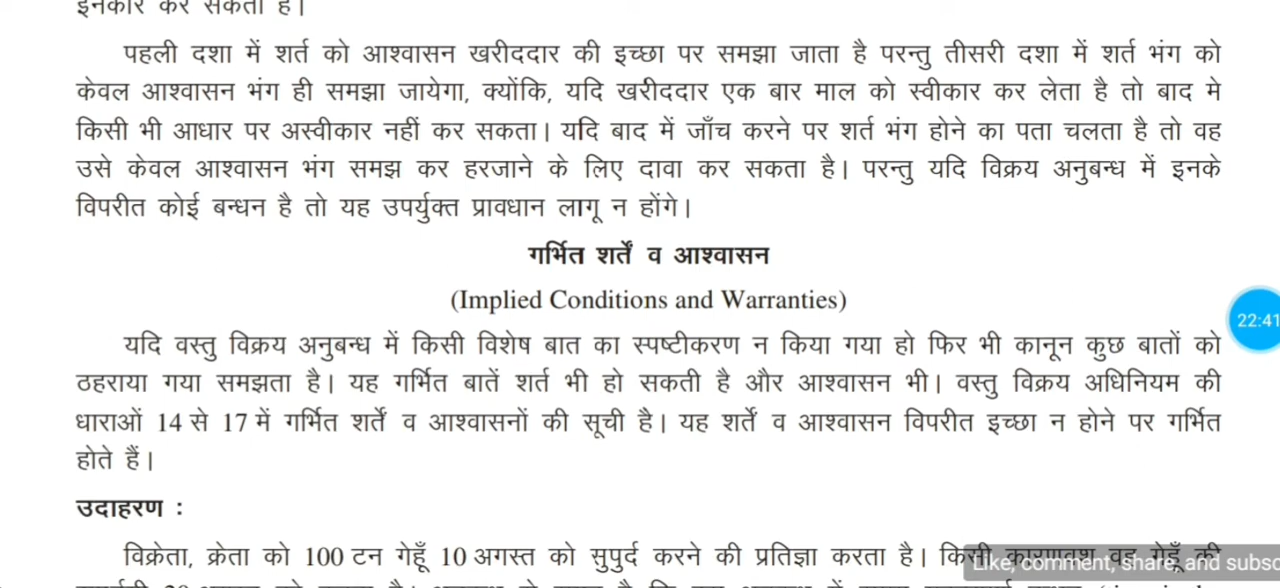 इनकार कर सकता है।
पहली दशा में शर्त को आश्वासन खरीददार की इच्छा पर समझा जाता है परन्तु तीसरी दशा में शर्त भंग को
केवल आश्वासन भंग ही समझा जायेगा, क्योंकि, यदि खरीददार एक बार माल को स्वीकार कर लेता है तो बाद मे
किसी भी आधार पर अस्वीकार नहीं कर सकता। यदि बाद में जाँच करने पर शर्त भंग होने का पता चलता है तो वह
उसे केवल आश्वासन भंग समझ कर हरजाने के लिए दावा कर सकता है। परन्तु यदि विक्रय अनुबन्ध में इनके
विपरीत कोई बन्धन है तो यह उपर्युक्त प्रावधान लागू न होंगे।
गर्भित शर्तें व आश्वासन
(Implied Conditions and Warranties)
यदि वस्तु विक्रय अनुबन्ध में किसी विशेष बात का स्पष्टीकरण न किया गया हो फिर भी कानून कुछ बातों को
22:41
ठहराया गया समझता है। यह गर्भित बातें शर्त भी हो सकती है और आश्वासन भी। वस्तु विक्रय अधिनियम की
धाराओं 14 से 17 में गर्भित शर्तें व आश्वासनों की सूची है। यह शर्तें व आश्वासन विपरीत इच्छा न होने पर गर्भित
होते हैं।
उदाहरण :
विक्रेता, क्रेता को 100 टन गेहूँ 10 अगस्त को सुपुर्द करने की प्रतिज्ञा करता है। किसी कारणवश वह गेहूँ की
Like, comment, share, and subsc